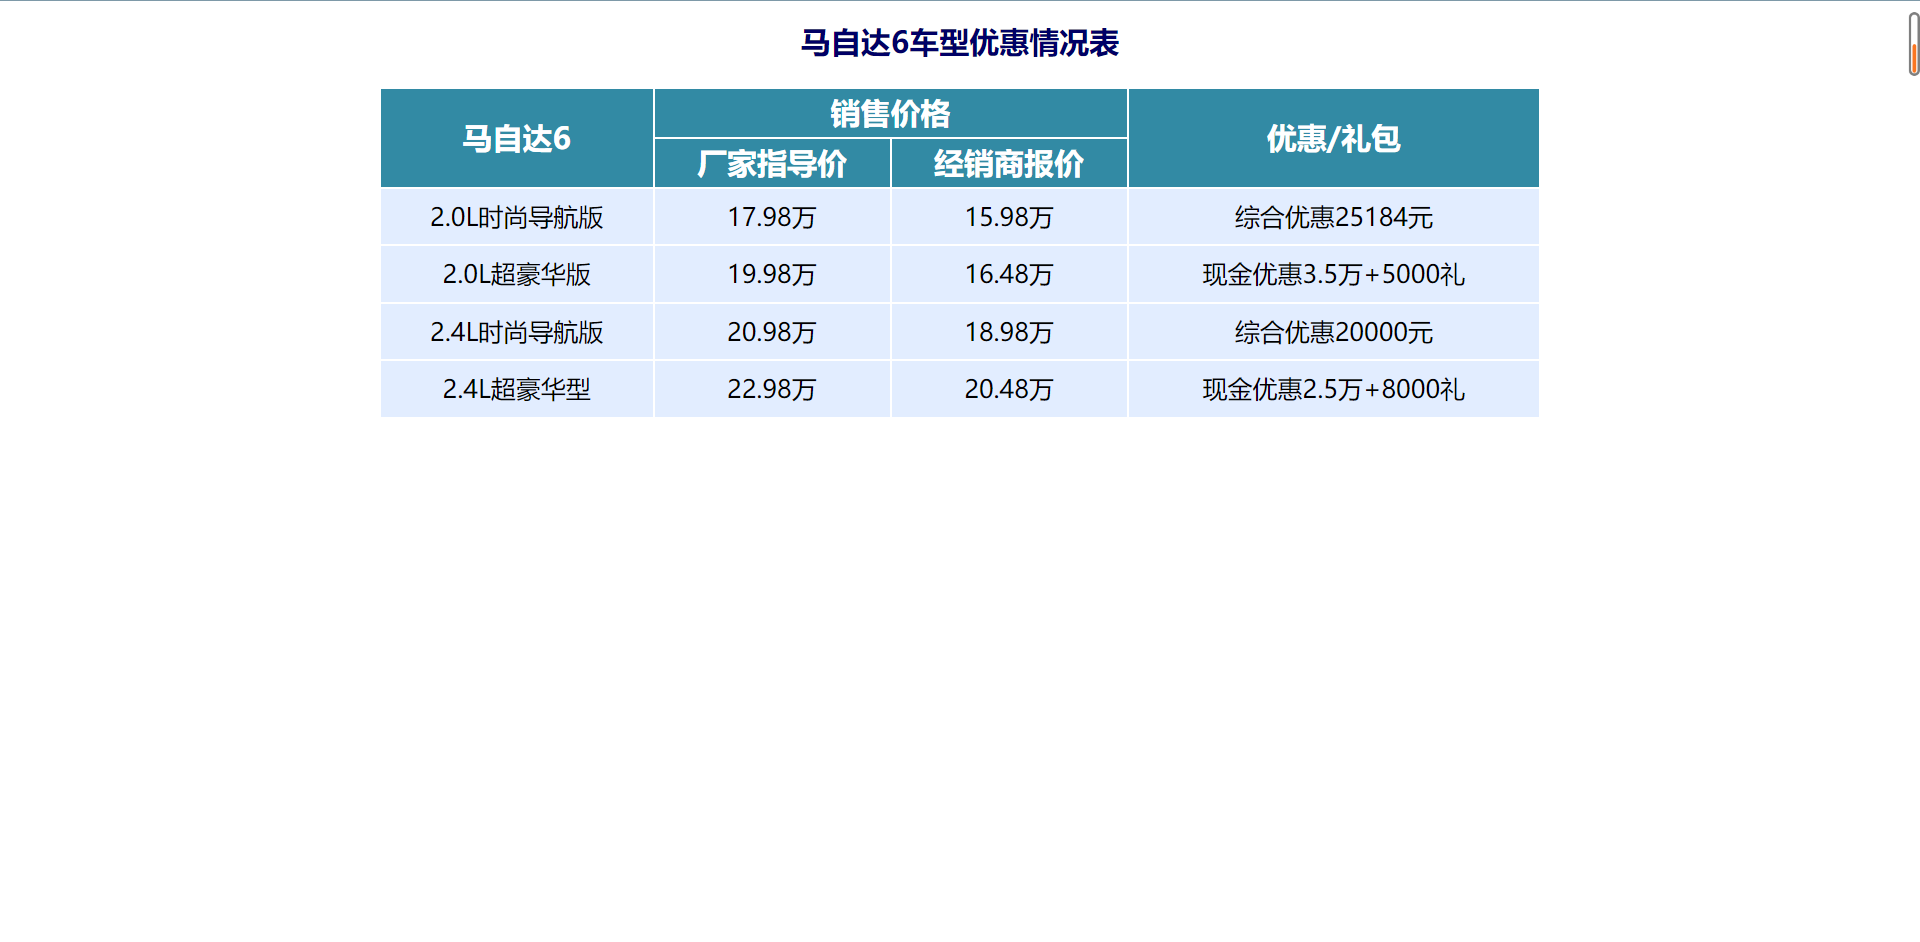 马自达6车型优惠情况表
马自达6 销售价格 优惠/礼包
厂家指导价 经销商报价
2.0L时尚导航版 17.98万 15.98万 综合优惠25184元
2.0L超豪华版 19.98万 16.48万 现金优惠3.5万+5000礼
2.4L时尚导航版 20.98万 18.98万 综合优惠20000元
2.4L超豪华型 22.98万 20.48万 现金优惠2.5万+8000礼